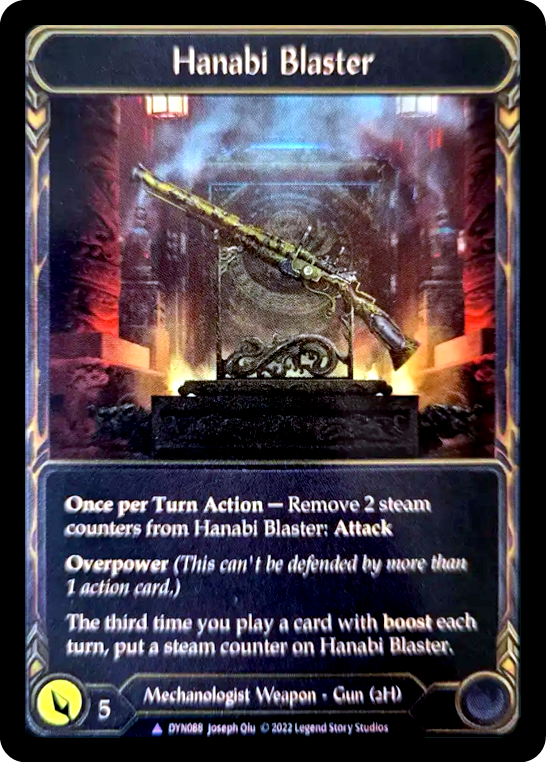 Hanabi Blaster
Once per Turn Action — Remove 2 steam
counters from Hanabi Blaster: Attack
Overpower (This can't be defended by more than
1 action card.)
The third time you play a card with boost each
turn, put a steam counter on Hanabi Blaster.
5
Mechanologist Weapon - Gun (2H)
DYN088 Joseph Qiu © 2022 Legend Story Studios